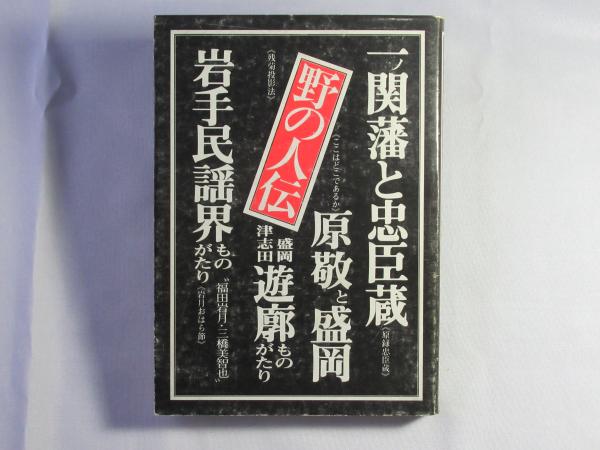 一ノ関藩と忠臣蔵《原録忠臣蔵》
《ここはどこであるか》原敬と盛岡
野の人伝
盛岡津志田遊廓ものがたり
《残菊投影法》
岩手民謡界ものがたり《岩月おはら節》
〝福田岩月・三橋美智也〟